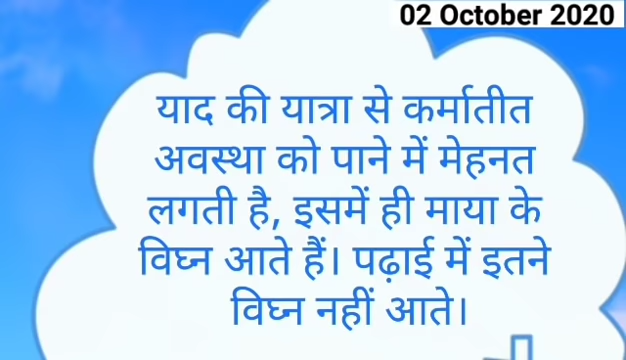 02 October 2020
याद की यात्रा से कर्मातीत
अवस्था को पाने में मेहनत
लगती है, इसमें ही माया के
विघ्न आते हैं। पढ़ाई में इतने
विघ्न नहीं आते।